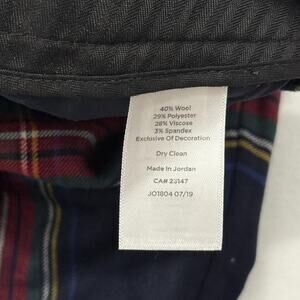 40% Wool
29% Polyester
28% Viscose
3% Spandex
Exclusive Of Decoration
Dry Clean
Made In Jordan
CA# 23147
JO1804 07/19